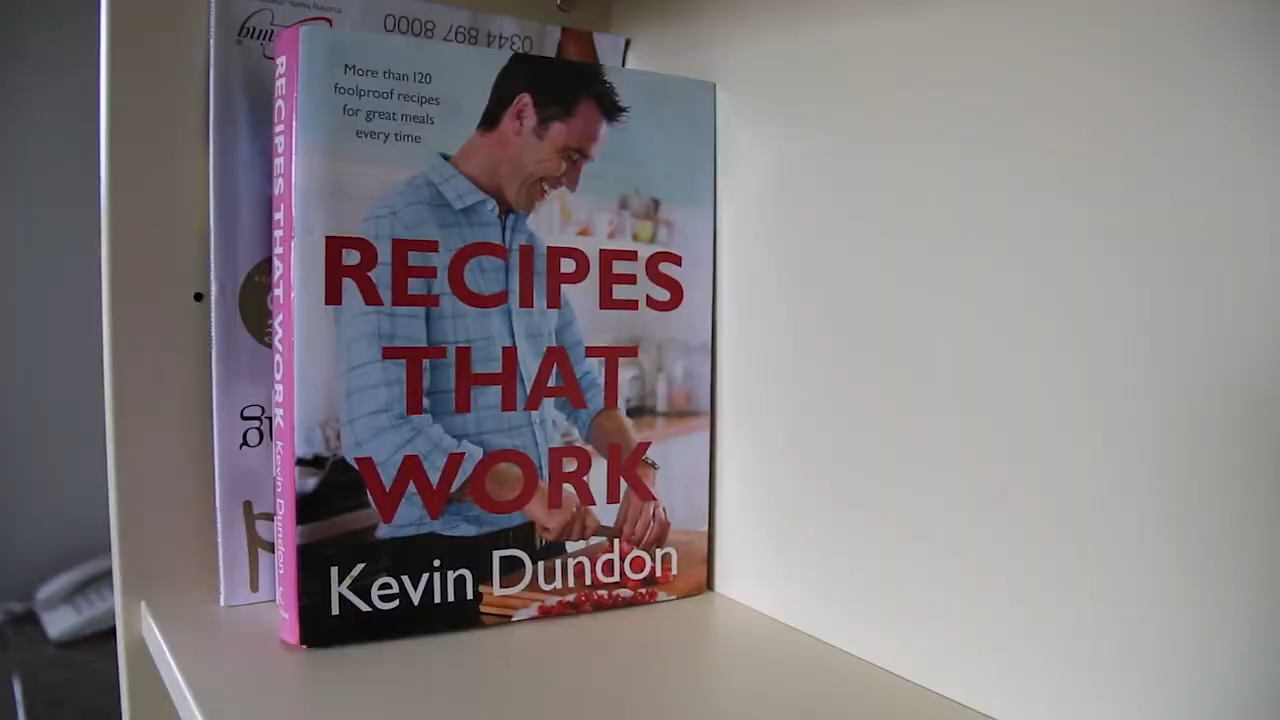 0344 897 8000
More than 120
foolproof recipes
for great meals
every time
RECIPES
THAT
WORK
Kevin Dundon
RECIPES THAT WORK Kevin Dundon